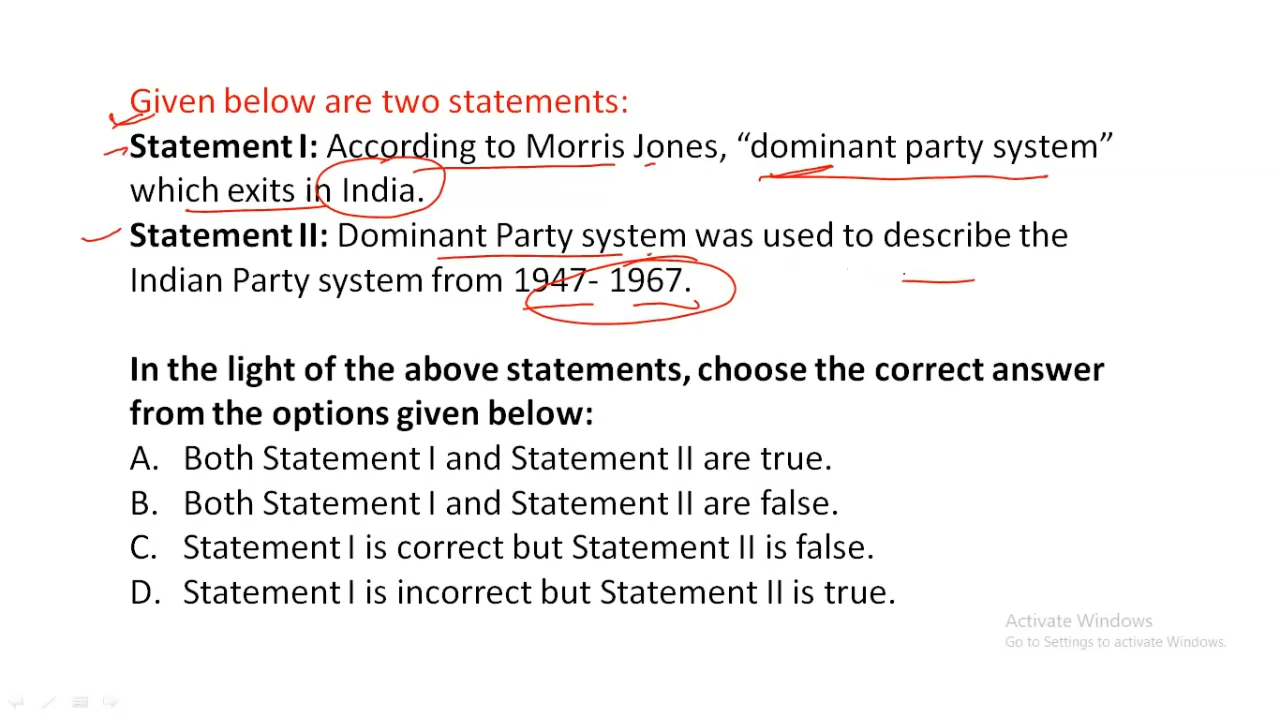 Given below are two statements:
Statement I: According to Morris Jones, “dominant party system”
which exits in India.
Statement II: Dominant Party system was used to describe the
Indian Party system from 1947- 1967.
In the light of the above statements, choose the correct answer
from the options given below:
A. Both Statement I and Statement II are true.
B. Both Statement I and Statement II are false.
C. Statement I is correct but Statement II is false.
D. Statement I is incorrect but Statement II is true.
Activate Windows
Go to Settings to activate Windows.